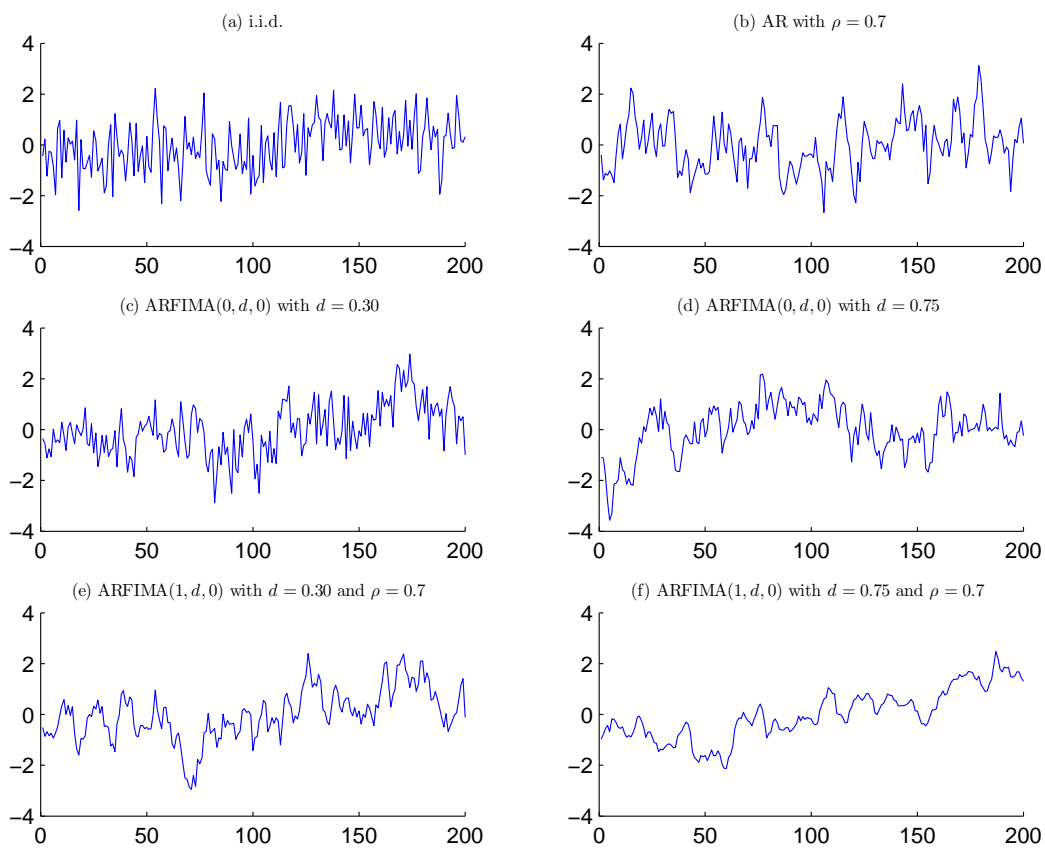 (a) i.i.d.
4
2
0
−2
−4
0 50 100 150 200
(b) AR with ρ = 0.7
4
2
0
−2
−4
0 50 100 150 200
(c) ARFIMA(0, d, 0) with d = 0.30
4
2
0
−2
−4
0 50 100 150 200
(d) ARFIMA(0, d, 0) with d = 0.75
4
2
0
−2
−4
0 50 100 150 200
(e) ARFIMA(1, d, 0) with d = 0.30 and ρ = 0.7
4
2
0
−2
−4
0 50 100 150 200
(f) ARFIMA(1, d, 0) with d = 0.75 and ρ = 0.7
4
2
0
−2
−4
0 50 100 150 200